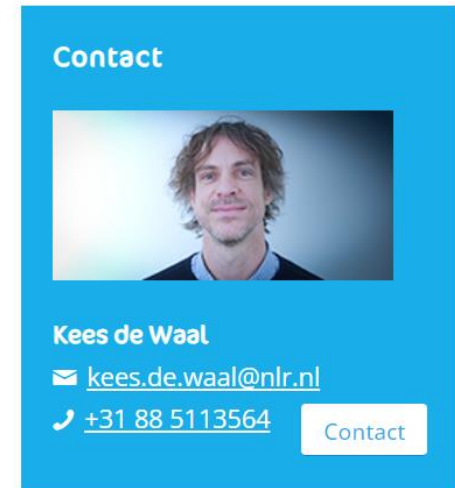 Contact
Kees de Waal
kees.de.waal@nlr.nl
+31 88 5113564
Contact